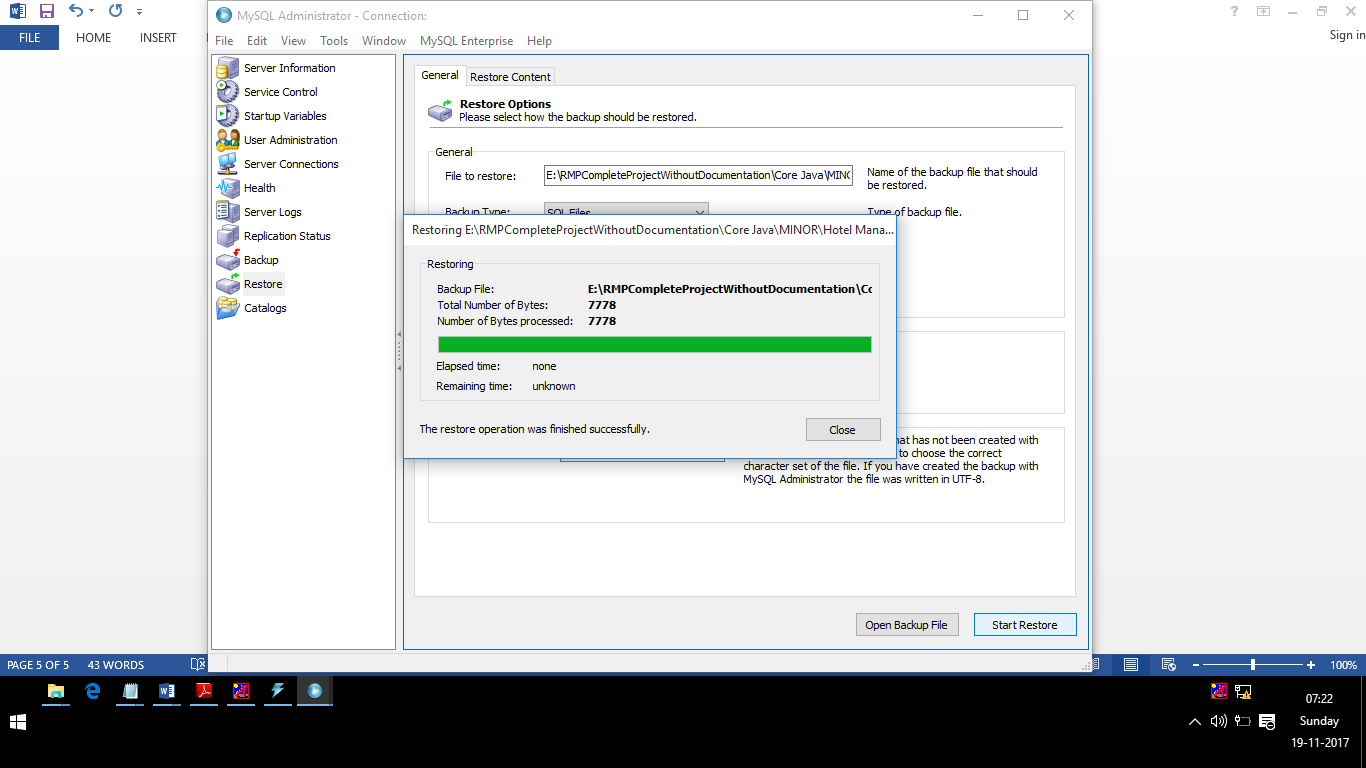 MySQL Administrator - Connection:
FILE HOME INSERT
Sign in
File Edit View Tools Window MySQL Enterprise Help
Server Information
Service Control
Startup Variables
User Administration
Server Connections
Health
Server Logs
Replication Status
Backup
Restore
Catalogs
General Restore Content
Restore Options
Please select how the backup should be restored.
General
File to restore: E:\RMPCompleteProjectWithoutDocumentation\Core Java\MINO
Name of the backup file that should
be restored.
Backup Type: SQL Files Type of backup file.
Restoring E:\RMPCompleteProjectWithoutDocumentation\Core Java\MINOR\Hotel Mana...
Restoring
Backup File: E:\RMPCompleteProjectWithoutDocumentation\Co
Total Number of Bytes: 7778
Number of Bytes processed: 7778
Elapsed time: none
Remaining time: unknown
The restore operation was finished successfully. Close
hat has not been created with
to choose the correct
character set of the file. If you have created the backup with
MySQL Administrator the file was written in UTF-8.
Open Backup File Start Restore
PAGE 5 OF 5 43 WORDS 100%
07:22
Sunday
19-11-2017